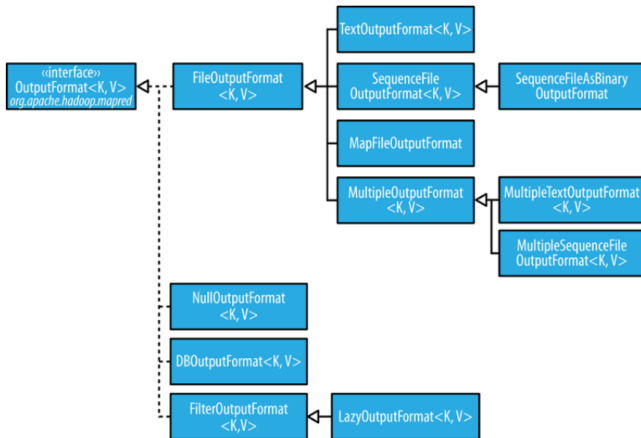 «interface»
OutputFormat<K, V>
org.apache.hadoop.mapred
FileOutputFormat
<K, V>
TextOutputFormat<K, V>
SequenceFile
OutputFormat<K, V>
SequenceFileAsBinary
OutputFormat
MapFileOutputFormat
MultipleOutputFormat
<K, V>
MultipleTextOutputFormat
<K, V>
MultipleSequenceFile
OutputFormat<K, V>
NullOutputFormat
<K, V>
DBOutputFormat<K, V>
FilterOutputFormat
<K,V>
LazyOutputFormat<K, V>